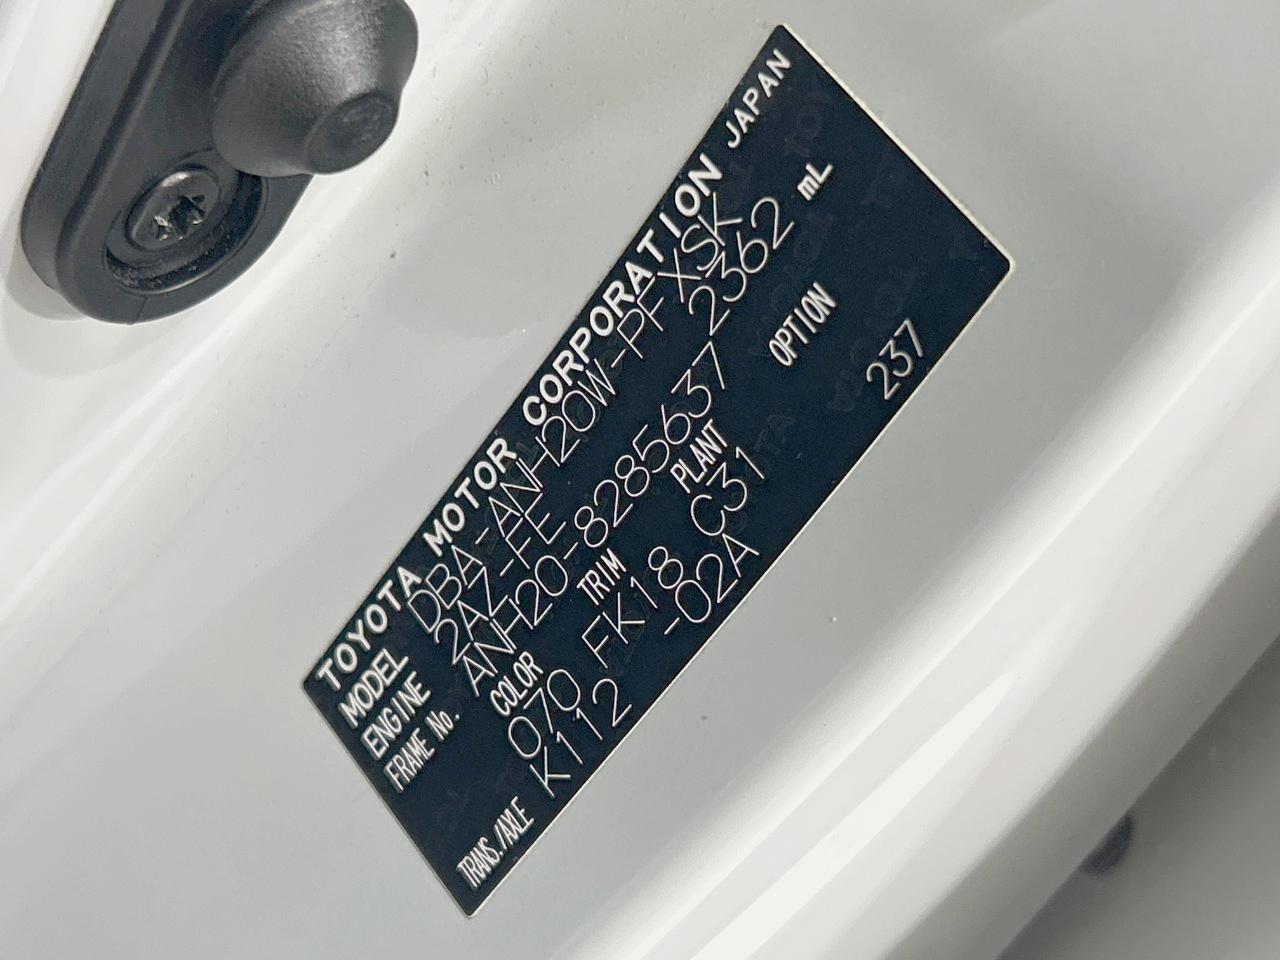 TOYOTA MOTOR CORPORATION JAPAN
MODEL DBA-ANH20W-PFXSK
ENGINE 2AZ-FE 2362 mL
FRAME No. ANH20-8285637
COLOR TRIM PLANT OPTION
070 FK18 C31 237
TRANS./AXLE K112 -02A